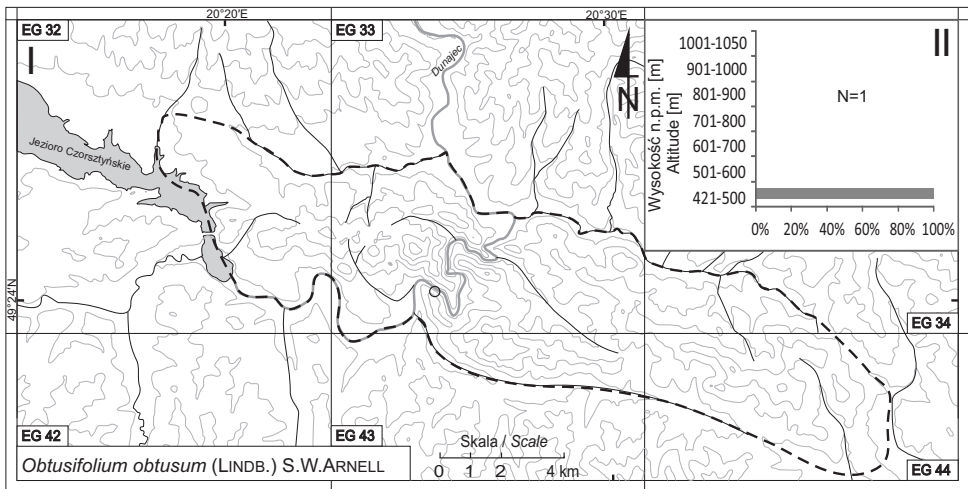 20°20'E
20°30'E
EG 32
EG 33
I
II
Dunajec
N
Jezioro Czorsztyńskie
49°24'N
Wysokość n.p.m. [m]
Altitude [m]
1001-1050
901-1000
801-900
701-800
601-700
501-600
421-500
N=1
0% 20% 40% 60% 80% 100%
EG 34
EG 42
EG 43
EG 44
Skala / Scale
0 1 2 4 km
Obtusifolium obtusum (LINDB.) S.W.ARNELL